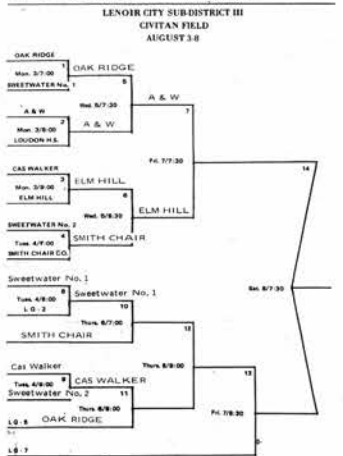 LENOIR CITY SUB-DISTRICT III
CIVITAN FIELD
AUGUST 3-8
OAK RIDGE
1
Mon. 3/7:00
SWEETWATER No. 1
OAK RIDGE
5
Wed. 5/7:30
A & W
2
Mon. 3/8:00
LOUDON H.S.
A & W
A & W
7
Fri. 7/7:30
CAS WALKER
3
Mon. 3/9:00
ELM HILL
ELM HILL
6
Wed. 5/8:30
ELM HILL
SWEETWATER No. 2
4
Tues. 4/7:00
SMITH CHAIR CO.
SMITH CHAIR
14
Sat. 8/7:30
Sweetwater No. 1
8
Tues. 4/8:00
LG-2
Sweetwater No. 1
10
Thurs. 6/7:00
SMITH CHAIR
12
Thurs. 6/9:00
Cas Walker
9
Tues. 4/9:00
Sweetwater No. 2
CAS WALKER
11
Thurs. 6/8:00
LG-5 OAK RIDGE
13
Fri. 7/8:30
LG-7